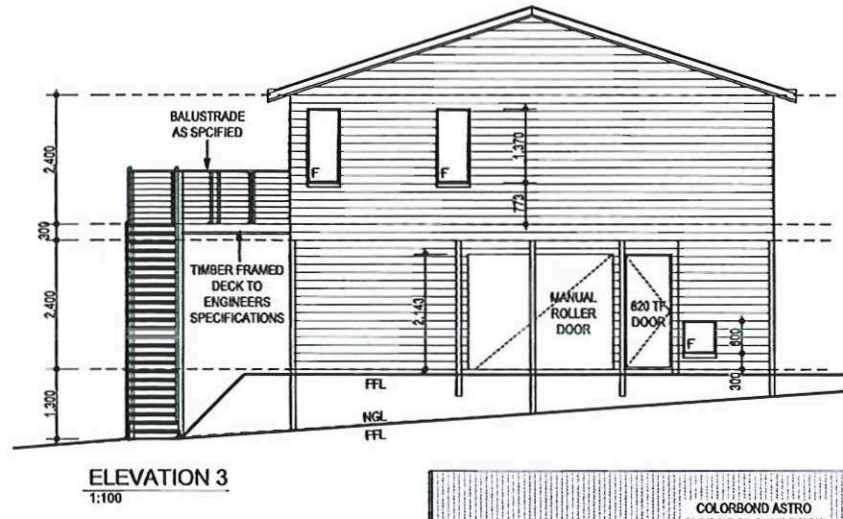 BALUSTRADE
AS SPCIFIED
2,400
300
2,400
1,300
F
F
1,370
773
TIMBER FRAMED
DECK TO
ENGINEERS
SPECIFICATIONS
2,143
MANUAL
ROLLER
DOOR
820 TF
DOOR
F
600
300
FFL
NGL
FFL
ELEVATION 3
1:100
COLORBOND ASTRO